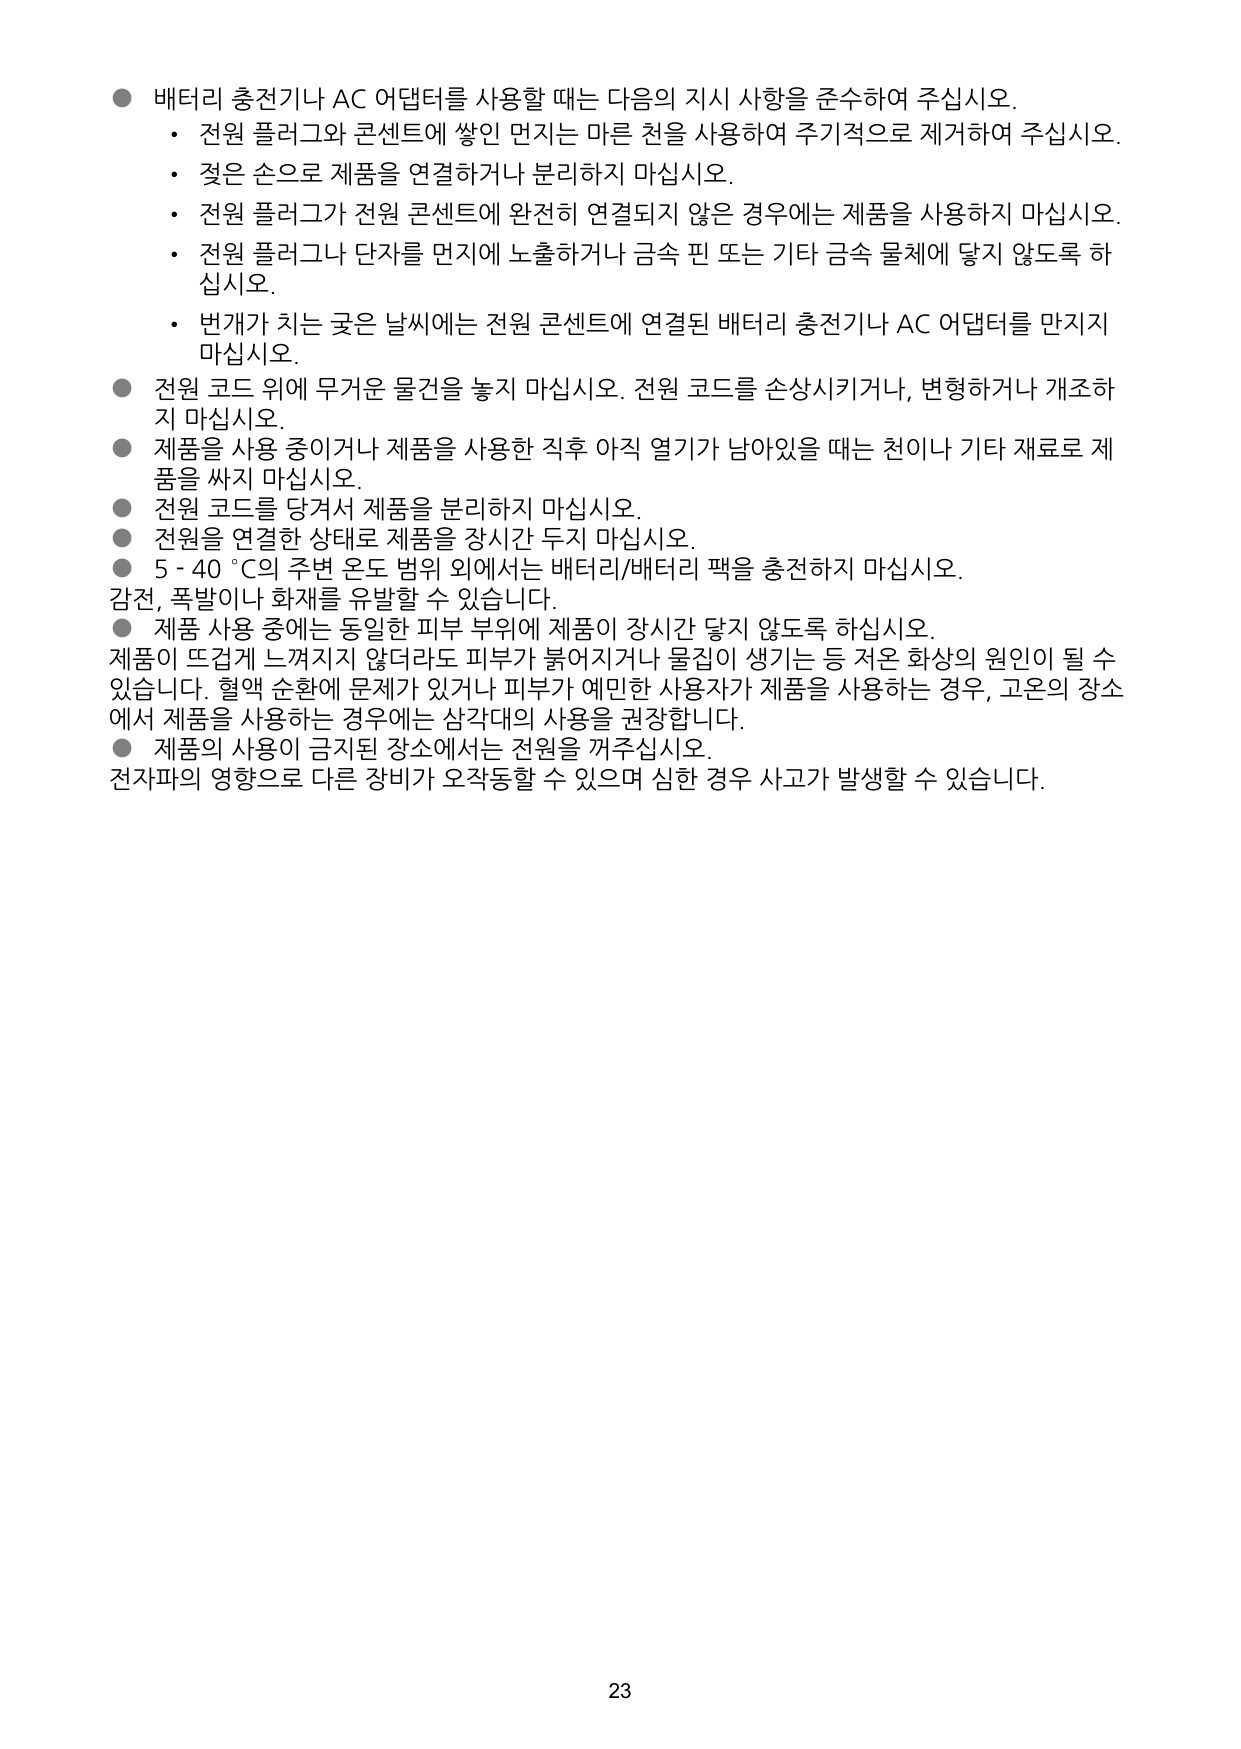 ● 배터리 충전기나 AC 어댑터를 사용할 때는 다음의 지시 사항을 준수하여 주십시오.
• 전원 플러그와 콘센트에 쌓인 먼지는 마른 천을 사용하여 주기적으로 제거하여 주십시오.
• 젖은 손으로 제품을 연결하거나 분리하지 마십시오.
• 전원 플러그가 전원 콘센트에 완전히 연결되지 않은 경우에는 제품을 사용하지 마십시오.
• 전원 플러그나 단자를 먼지에 노출하거나 금속 핀 또는 기타 금속 물체에 닿지 않도록 하
십시오.
• 번개가 치는 궂은 날씨에는 전원 콘센트에 연결된 배터리 충전기나 AC 어댑터를 만지지
마십시오.
● 전원 코드 위에 무거운 물건을 놓지 마십시오. 전원 코드를 손상시키거나, 변형하거나 개조하
지 마십시오.
● 제품을 사용 중이거나 제품을 사용한 직후 아직 열기가 남아있을 때는 천이나 기타 재료로 제
품을 싸지 마십시오.
● 전원 코드를 당겨서 제품을 분리하지 마십시오.
● 전원을 연결한 상태로 제품을 장시간 두지 마십시오.
● 5 - 40 °C의 주변 온도 범위 외에서는 배터리/배터리 팩을 충전하지 마십시오.
감전, 폭발이나 화재를 유발할 수 있습니다.
● 제품 사용 중에는 동일한 피부 부위에 제품이 장시간 닿지 않도록 하십시오.
제품이 뜨겁게 느껴지지 않더라도 피부가 붉어지거나 물집이 생기는 등 저온 화상의 원인이 될 수
있습니다. 혈액 순환에 문제가 있거나 피부가 예민한 사용자가 제품을 사용하는 경우, 고온의 장소
에서 제품을 사용하는 경우에는 삼각대의 사용을 권장합니다.
● 제품의 사용이 금지된 장소에서는 전원을 꺼주십시오.
전자파의 영향으로 다른 장비가 오작동할 수 있으며 심한 경우 사고가 발생할 수 있습니다.
23